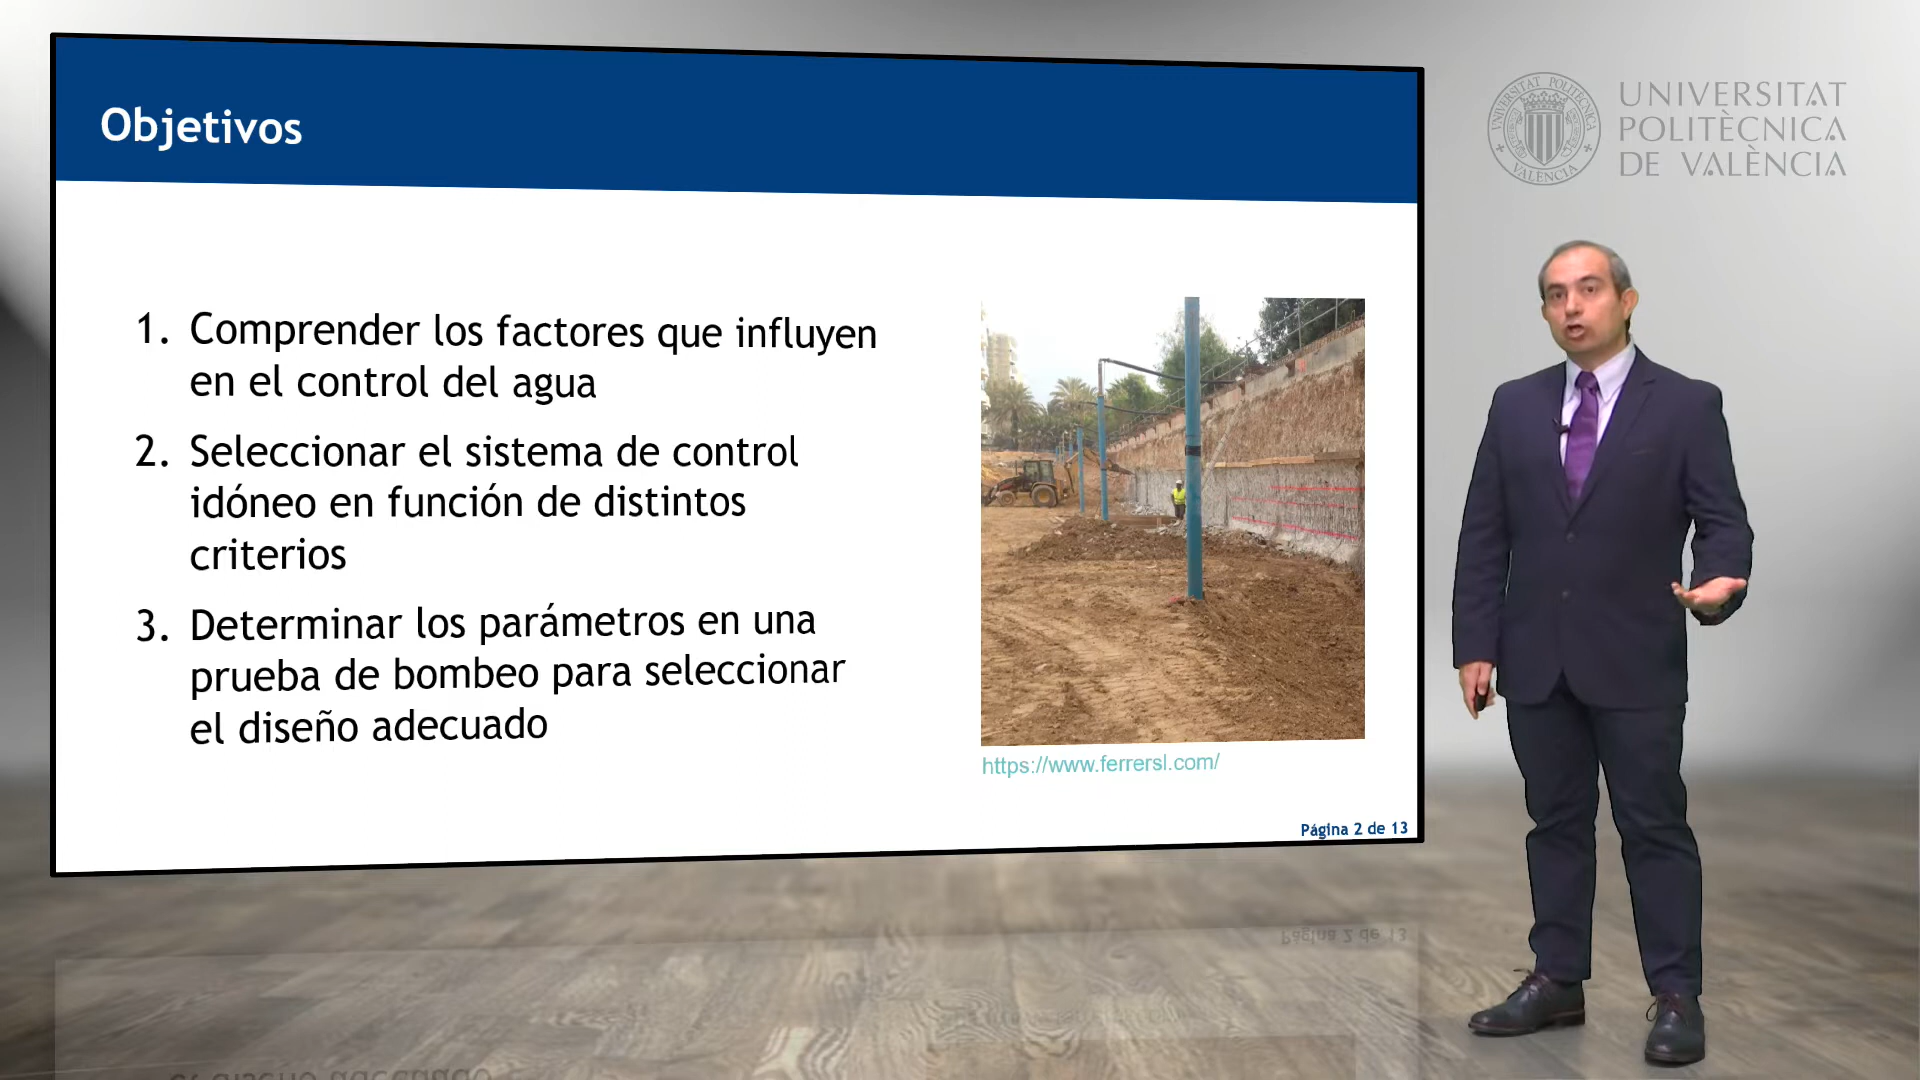 Objetivos
UNIVERSITAT
POLITÈCNICA
DE VALÈNCIA
1. Comprender los factores que influyen
en el control del agua
2. Seleccionar el sistema de control
idóneo en función de distintos
criterios
3. Determinar los parámetros en una
prueba de bombeo para seleccionar
el diseño adecuado
https://www.ferrersl.com/
Página 2 de 13